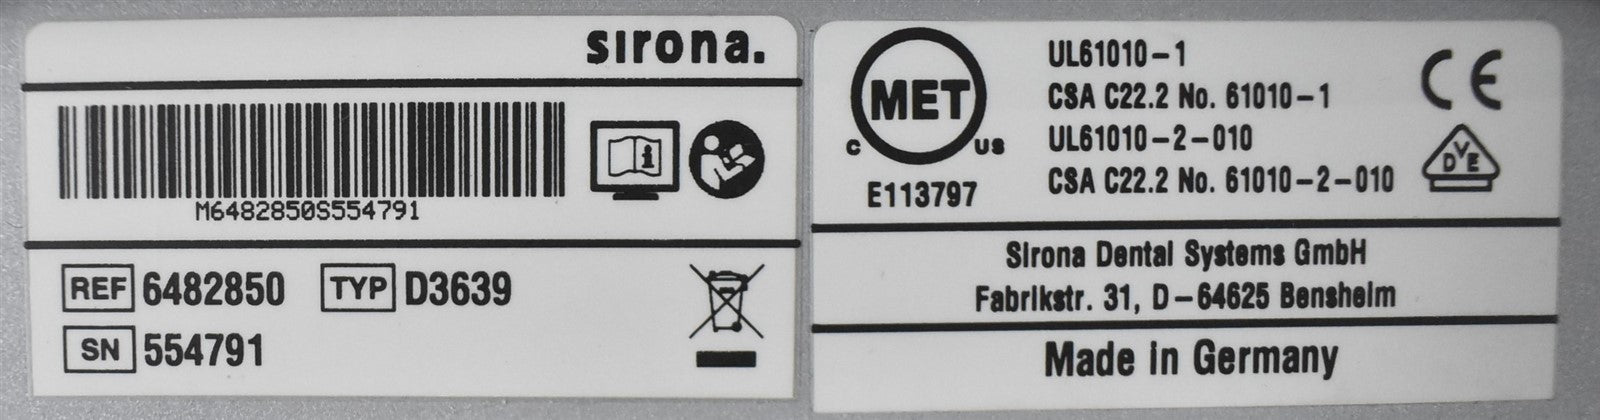 sirona.
M6482850S554791
REF 6482850 TYP D3639
SN 554791
MET
C US
E113797
UL61010-1
CSA C22.2 No. 61010-1
UL61010-2-010
CSA C22.2 No. 61010-2-010
CE
DVE
Sirona Dental Systems GmbH
Fabrikstr. 31, D-64625 Bensheim
Made in Germany